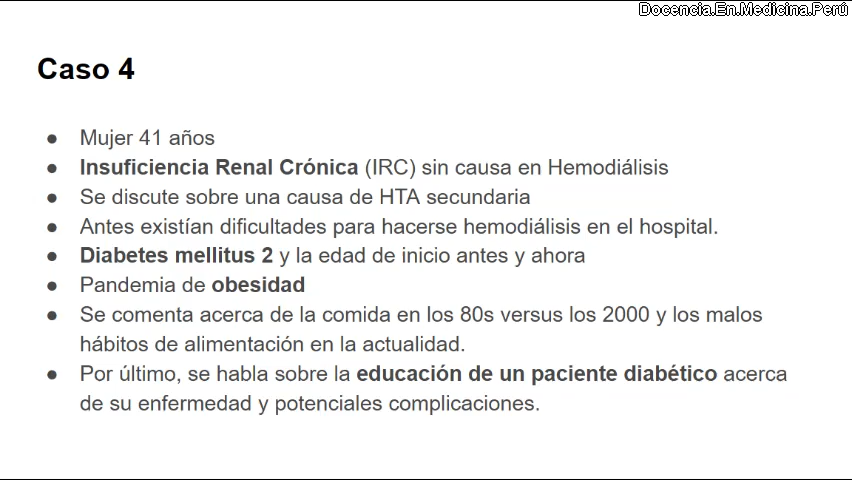 Docencia.En.Medicina.Perú
Caso 4
● Mujer 41 años
● Insuficiencia Renal Crónica (IRC) sin causa en Hemodiálisis
● Se discute sobre una causa de HTA secundaria
● Antes existían dificultades para hacerse hemodiálisis en el hospital.
● Diabetes mellitus 2 y la edad de inicio antes y ahora
● Pandemia de obesidad
● Se comenta acerca de la comida en los 80s versus los 2000 y los malos
hábitos de alimentación en la actualidad.
● Por último, se habla sobre la educación de un paciente diabético acerca
de su enfermedad y potenciales complicaciones.